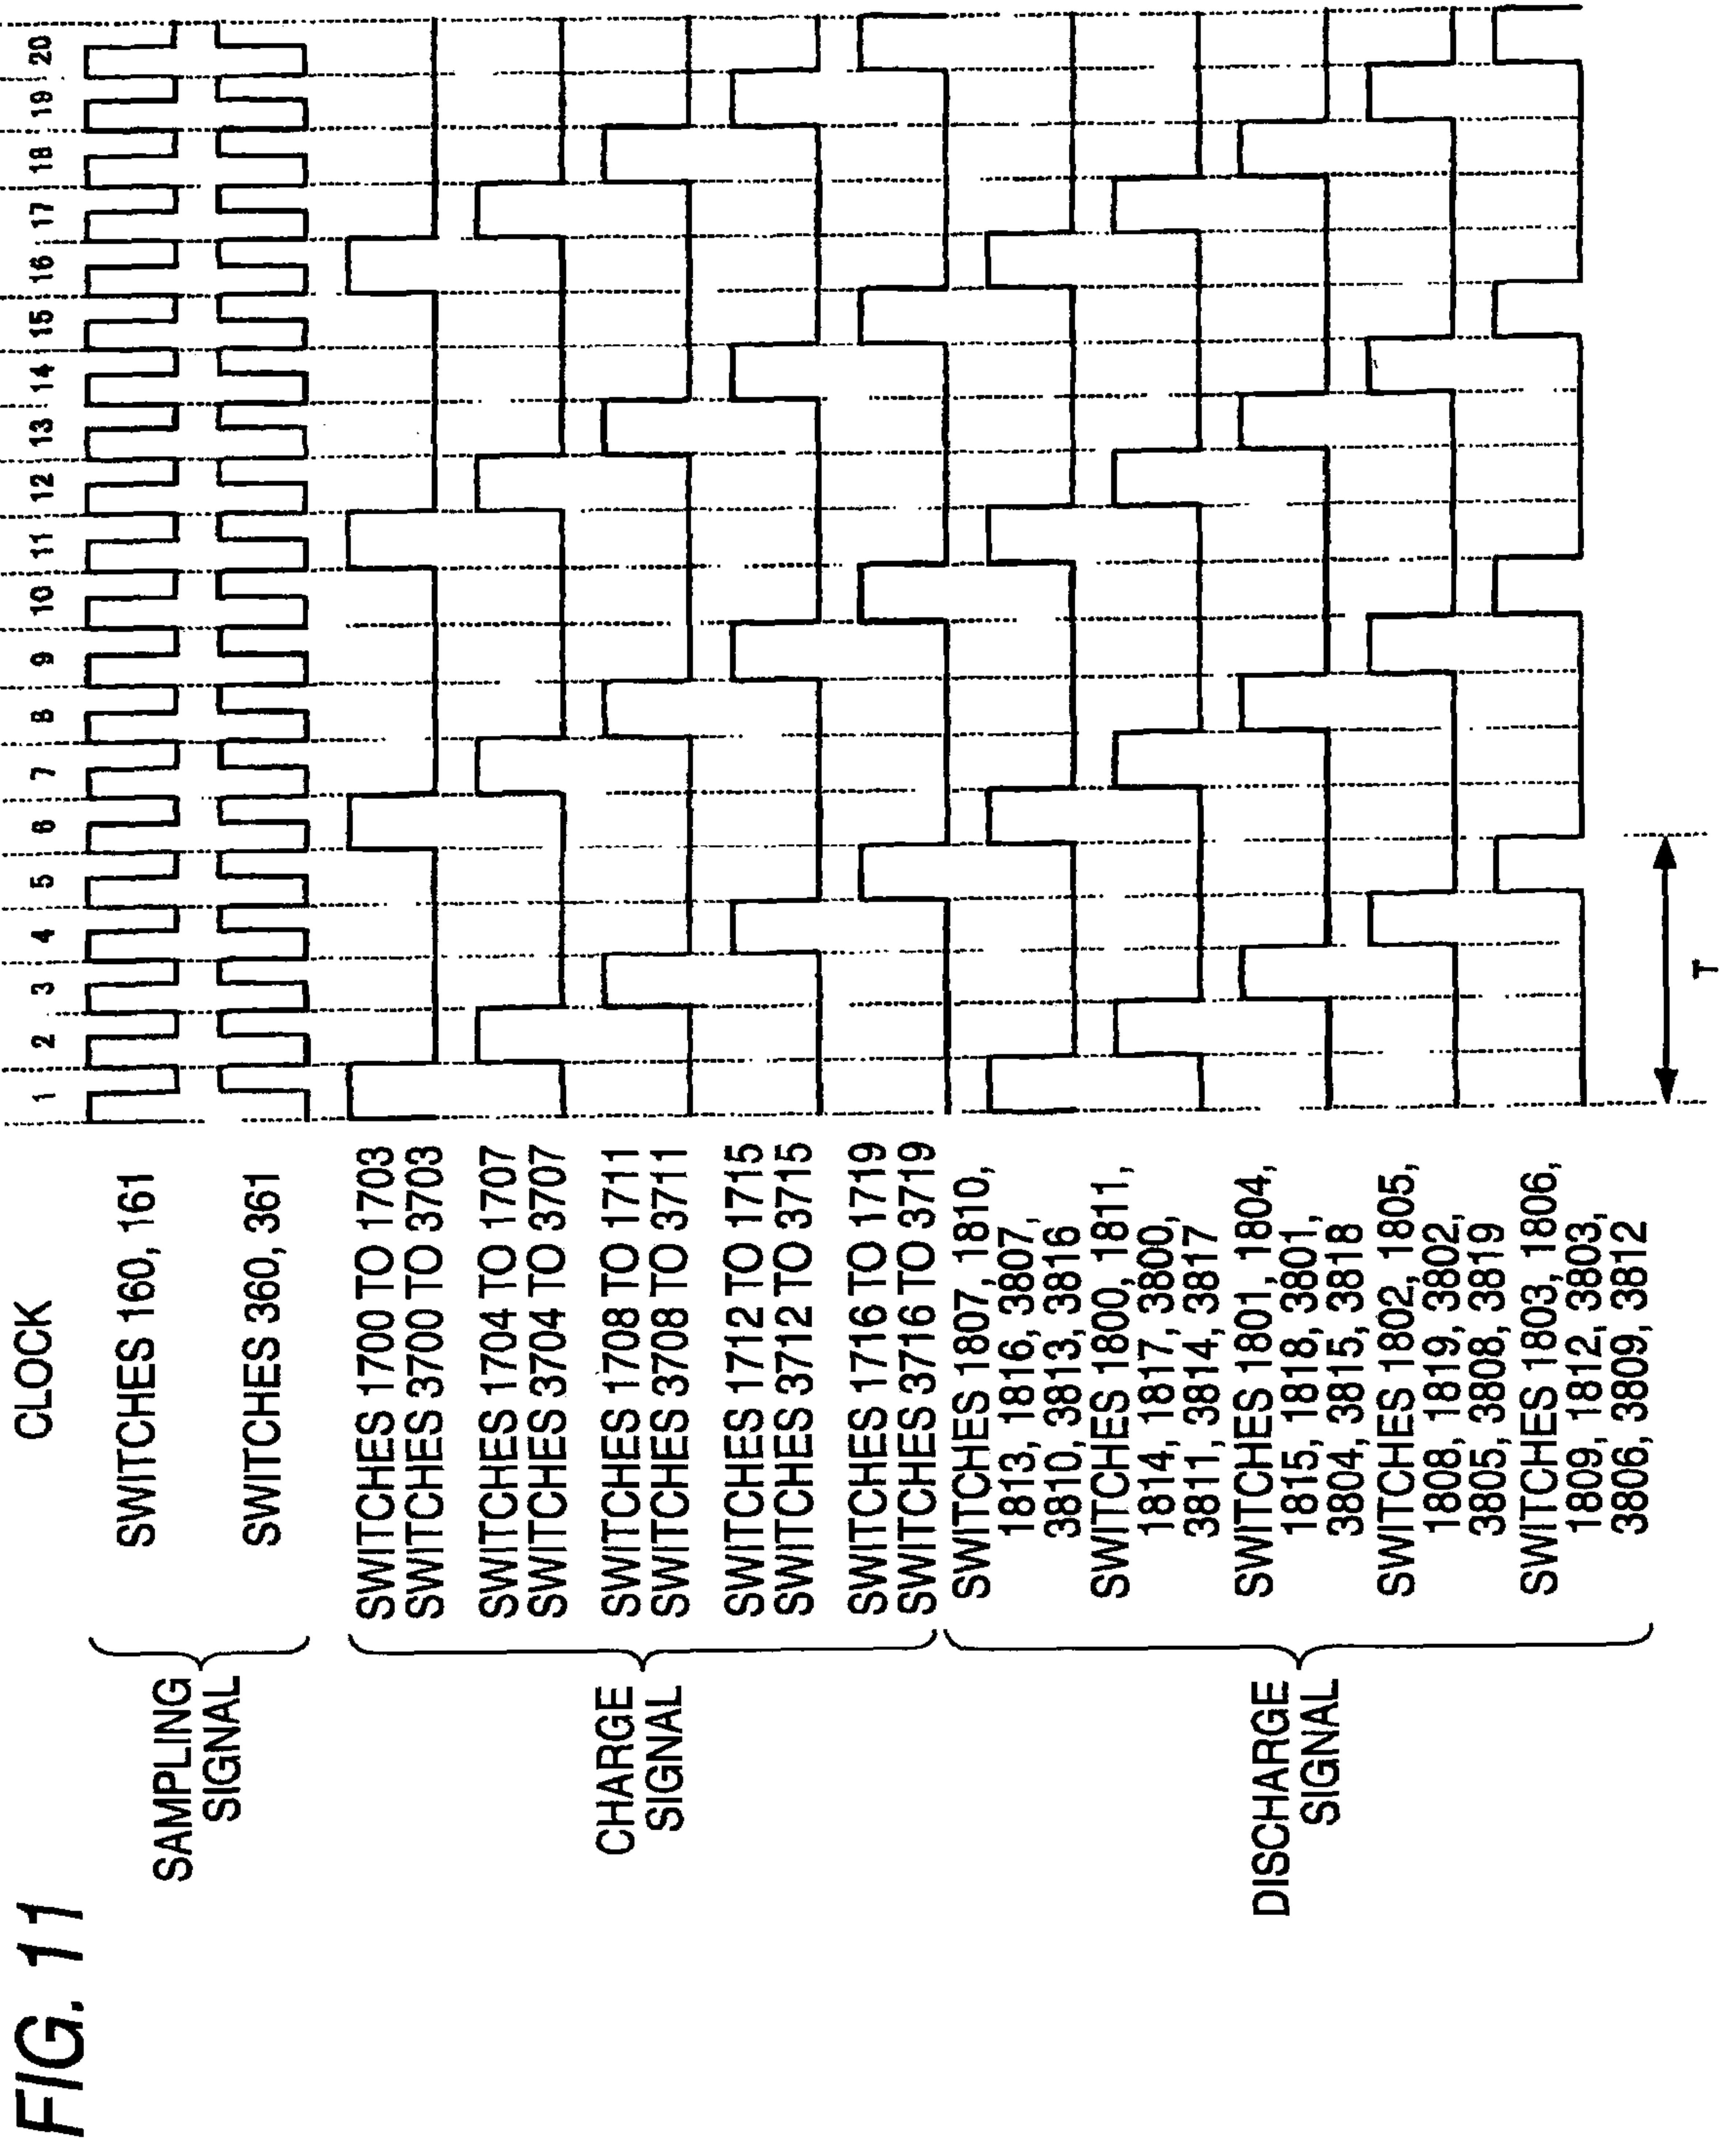 FIG. 11
CLOCK
1 2 3 4 5 6 7 8 9 10 11 12 13 14 15 16 17 18 19 20
SAMPLING
SIGNAL
SWITCHES 160, 161
SWITCHES 360, 361
CHARGE
SIGNAL
SWITCHES 1700 TO 1703
SWITCHES 3700 TO 3703
SWITCHES 1704 TO 1707
SWITCHES 3704 TO 3707
SWITCHES 1708 TO 1711
SWITCHES 3708 TO 3711
SWITCHES 1712 TO 1715
SWITCHES 3712 TO 3715
SWITCHES 1716 TO 1719
SWITCHES 3716 TO 3719
DISCHARGE
SIGNAL
SWITCHES 1807, 1810,
1813, 1816, 3807,
3810, 3813, 3816
SWITCHES 1800, 1811,
1814, 1817, 3800,
3811, 3814, 3817
SWITCHES 1801, 1804,
1815, 1818, 3801,
3804, 3815, 3818
SWITCHES 1802, 1805,
1808, 1819, 3802,
3805, 3808, 3819
SWITCHES 1803, 1806,
1809, 1812, 3803,
3806, 3809, 3812
T